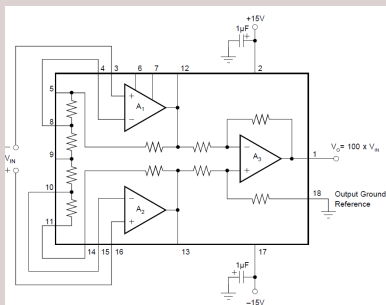 +15V
1µF
4 3 6 7 12 2
5
+
A1
−
8
−
VIN
+
9
10
11
−
A3
+
1
VO = 100 x VIN
18
Output Ground
Reference
−
A2
+
14 15 16 13 17
1µF
+
−15V